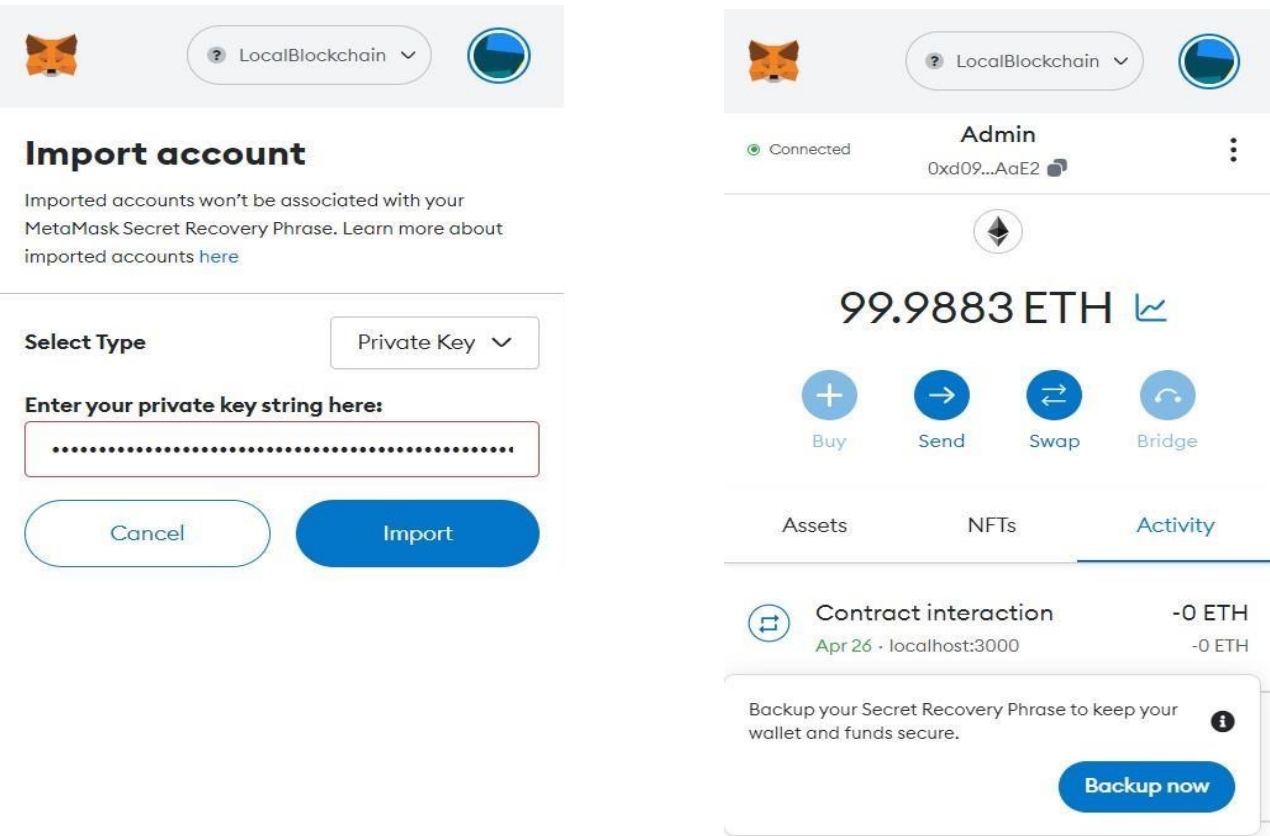 LocalBlockchain
Import account
Imported accounts won't be associated with your
MetaMask Secret Recovery Phrase. Learn more about
imported accounts here
Select Type
Private Key
Enter your private key string here:
Cancel
Import
LocalBlockchain
Connected
Admin
0xd09...AaE2
99.9883 ETH
Buy
Send
Swap
Bridge
Assets
NFTs
Activity
Contract interaction
-0 ETH
Apr 26 · localhost:3000
-0 ETH
Backup your Secret Recovery Phrase to keep your
wallet and funds secure.
Backup now